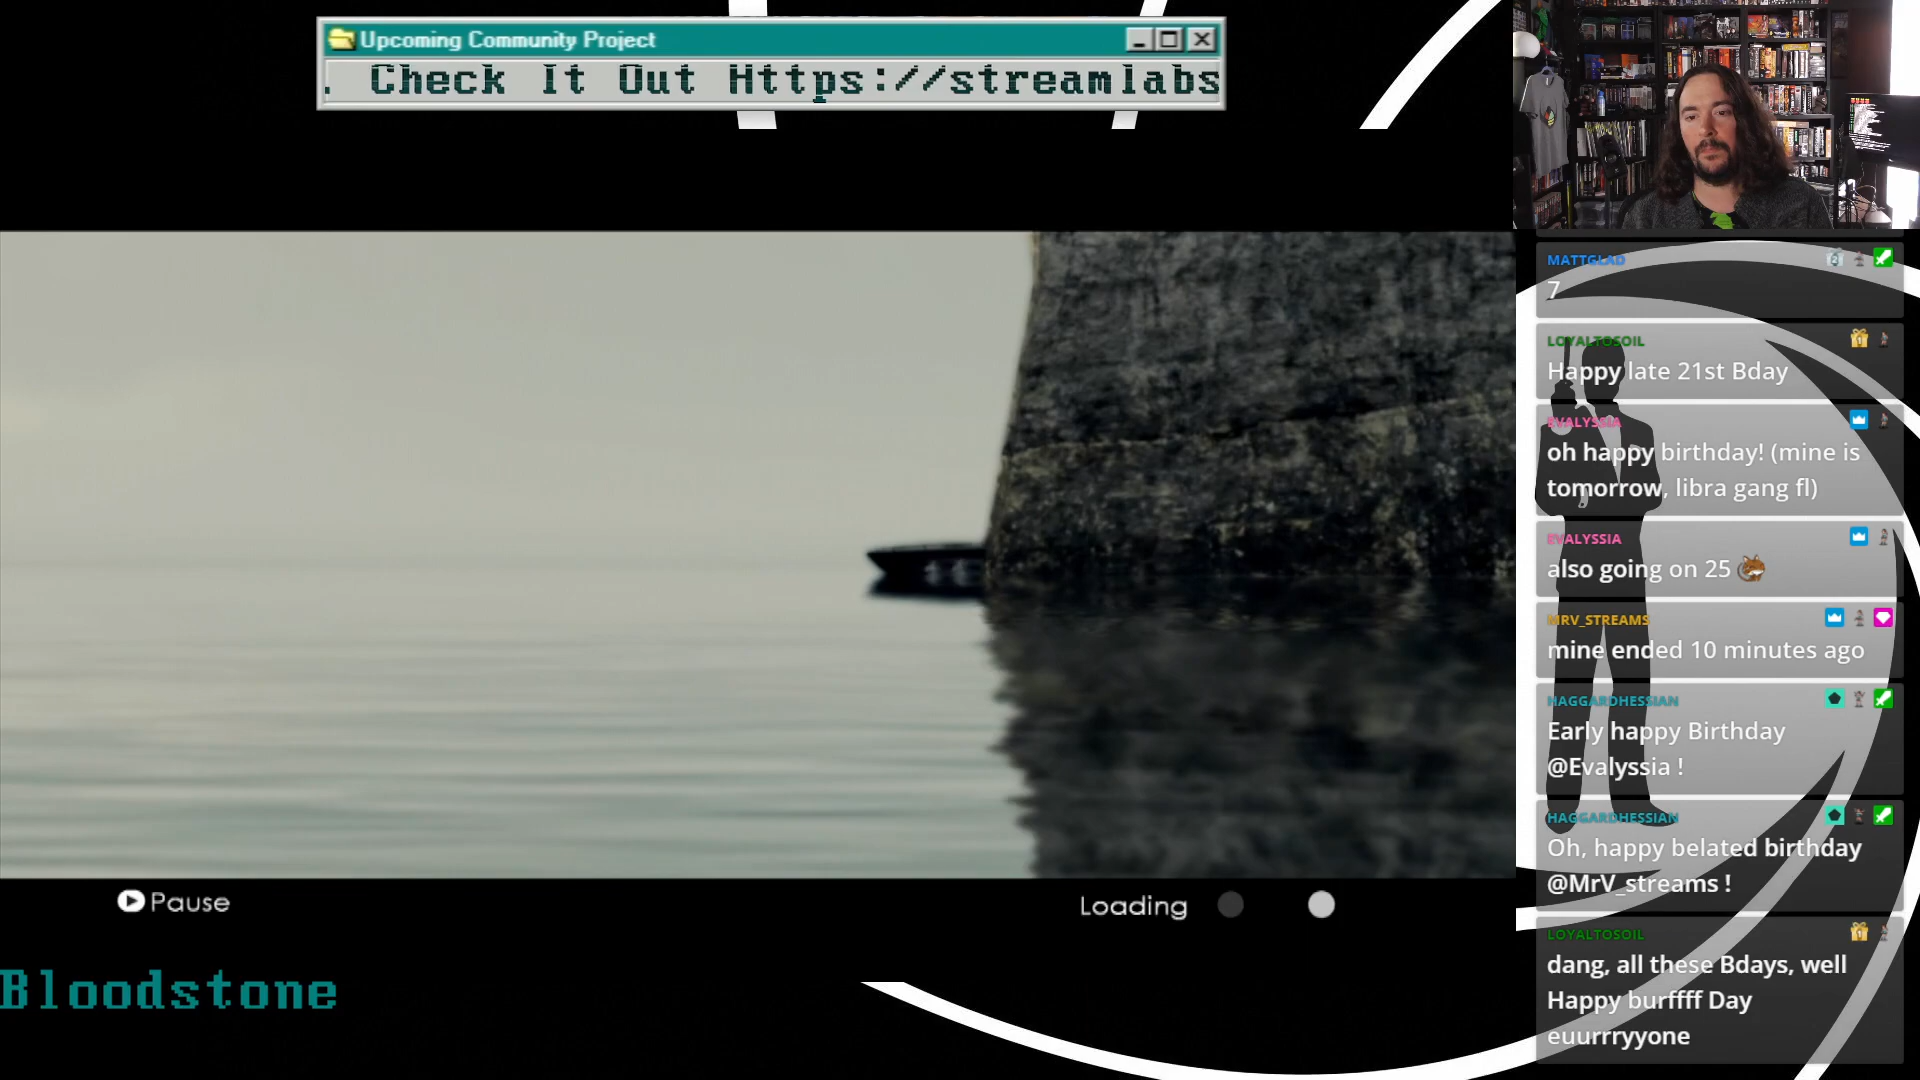 Upcoming Community Project
. Check It Out Https://streamlabs
MATTGLAD
7
LOYALTOSOIL
Happy late 21st Bday
EVALYSSIA
oh happy birthday! (mine is
tomorrow, libra gang fl)
EVALYSSIA
also going on 25
MRV_STREAMS
mine ended 10 minutes ago
HAGGARDHESSIAN
Early happy Birthday
@Evalyssia !
HAGGARDHESSIAN
Oh, happy belated birthday
@MrV_streams !
LOYALTOSOIL
dang, all these Bdays, well
Happy burffff Day
euurrryyone
Pause
Loading
Bloodstone